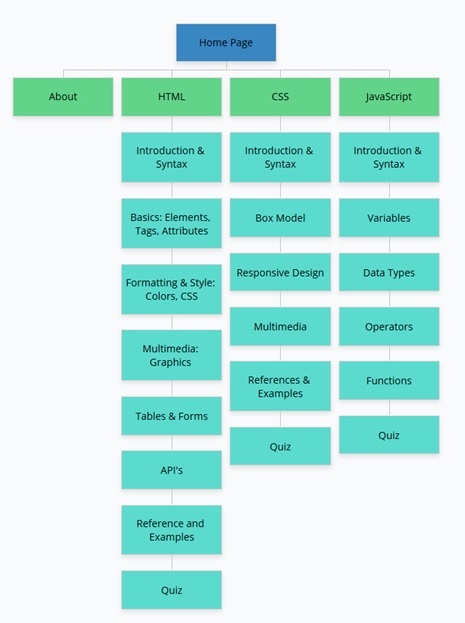 Home Page
About
HTML
CSS
JavaScript
Introduction &
Syntax
Basics: Elements,
Tags, Attributes
Formatting & Style:
Colors, CSS
Multimedia:
Graphics
Tables & Forms
API's
Reference and
Examples
Quiz
Introduction &
Syntax
Box Model
Responsive Design
Multimedia
References &
Examples
Quiz
Introduction &
Syntax
Variables
Data Types
Operators
Functions
Quiz